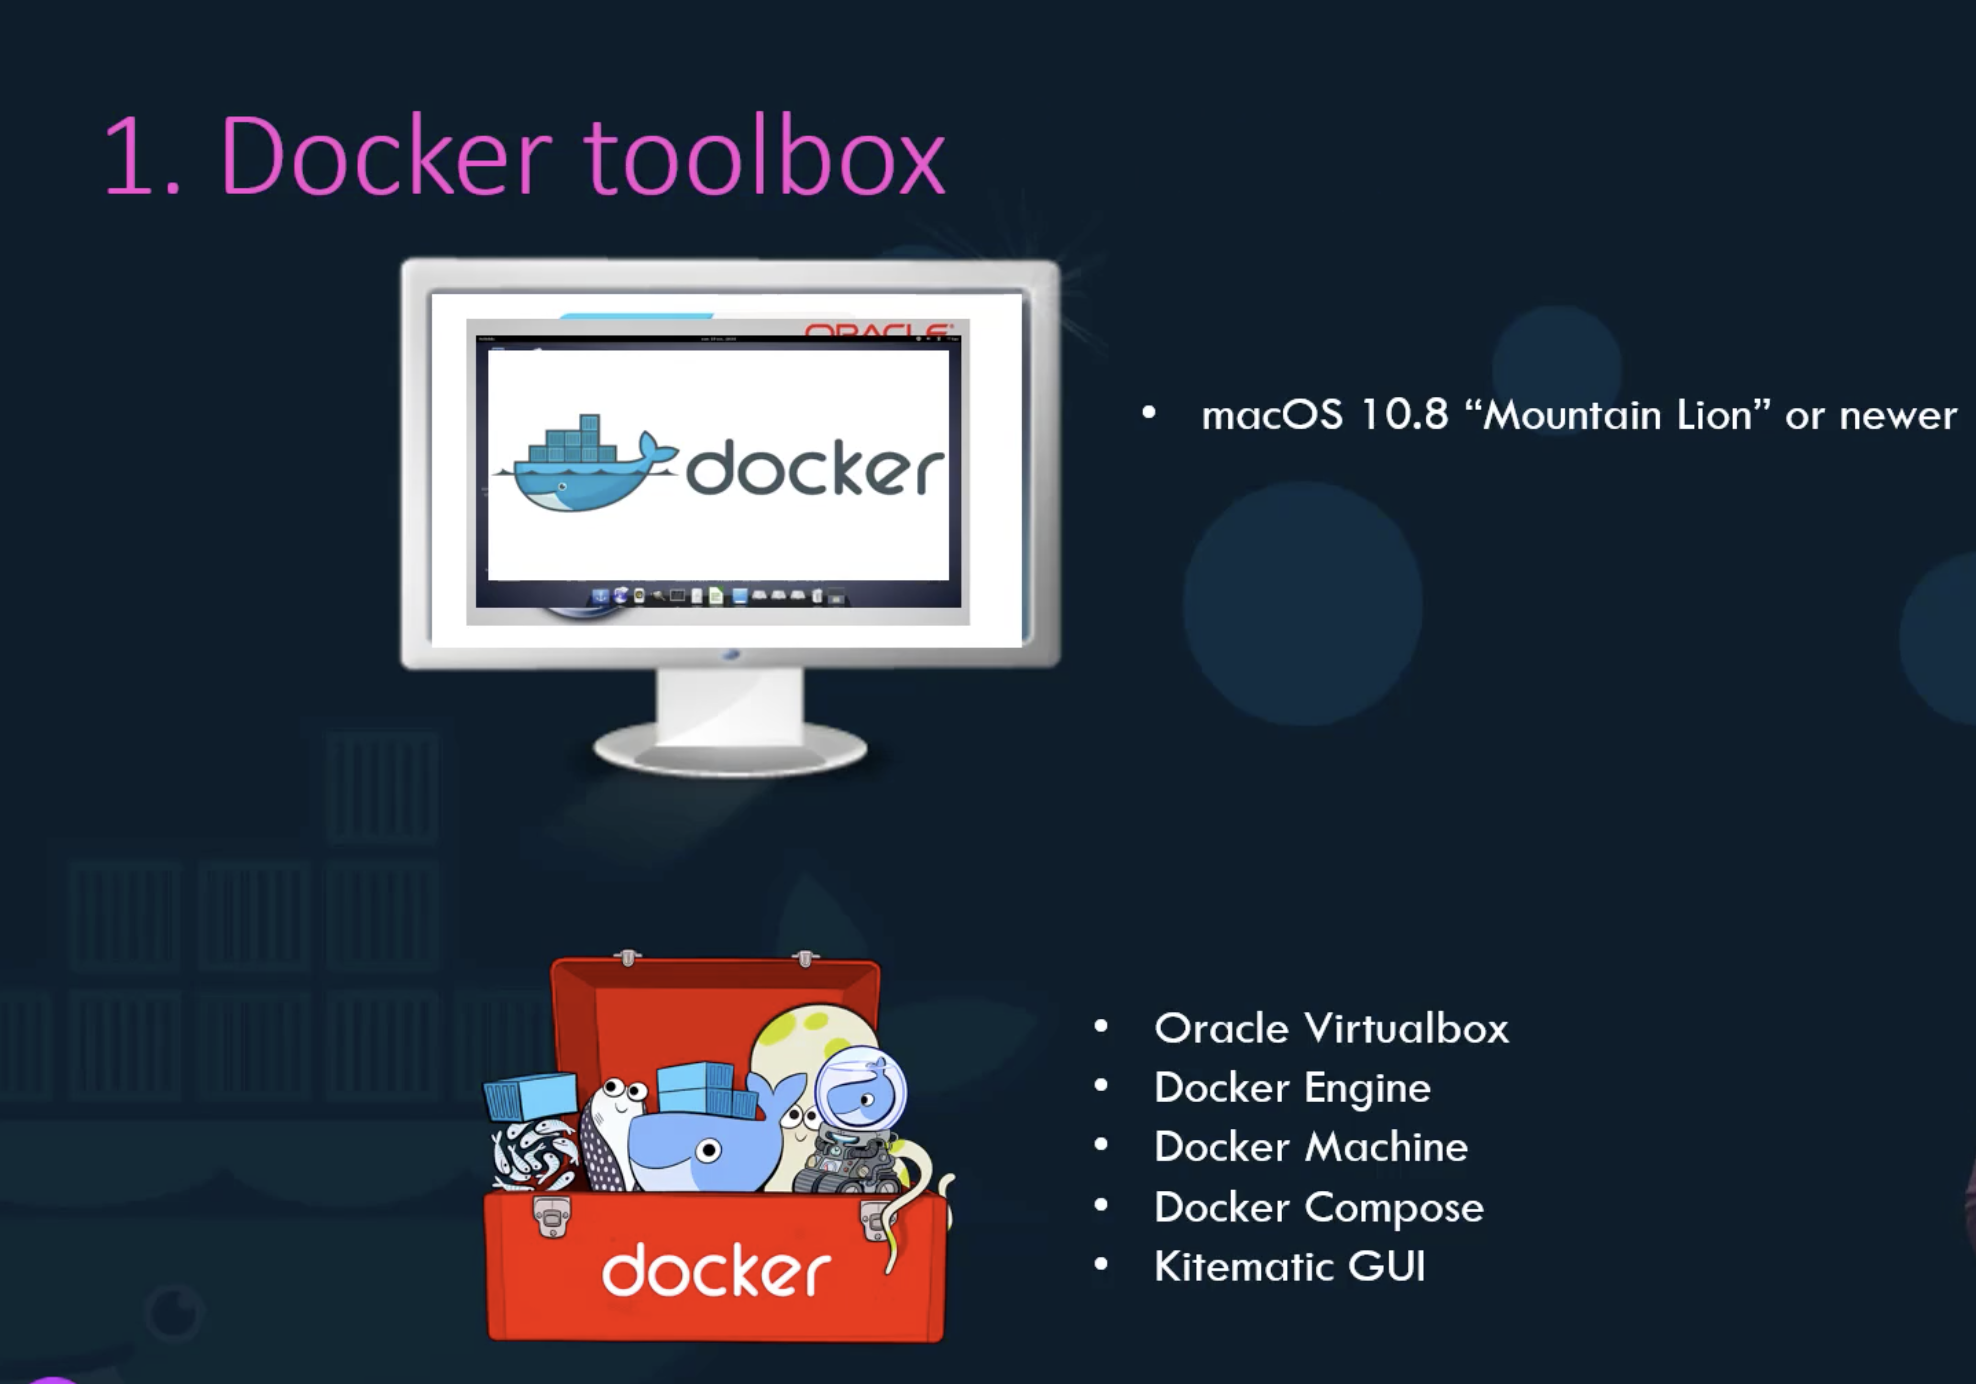 1. Docker toolbox
ORACLE
docker
• macOS 10.8 “Mountain Lion” or newer
• Oracle Virtualbox
• Docker Engine
• Docker Machine
• Docker Compose
• Kitematic GUI
docker